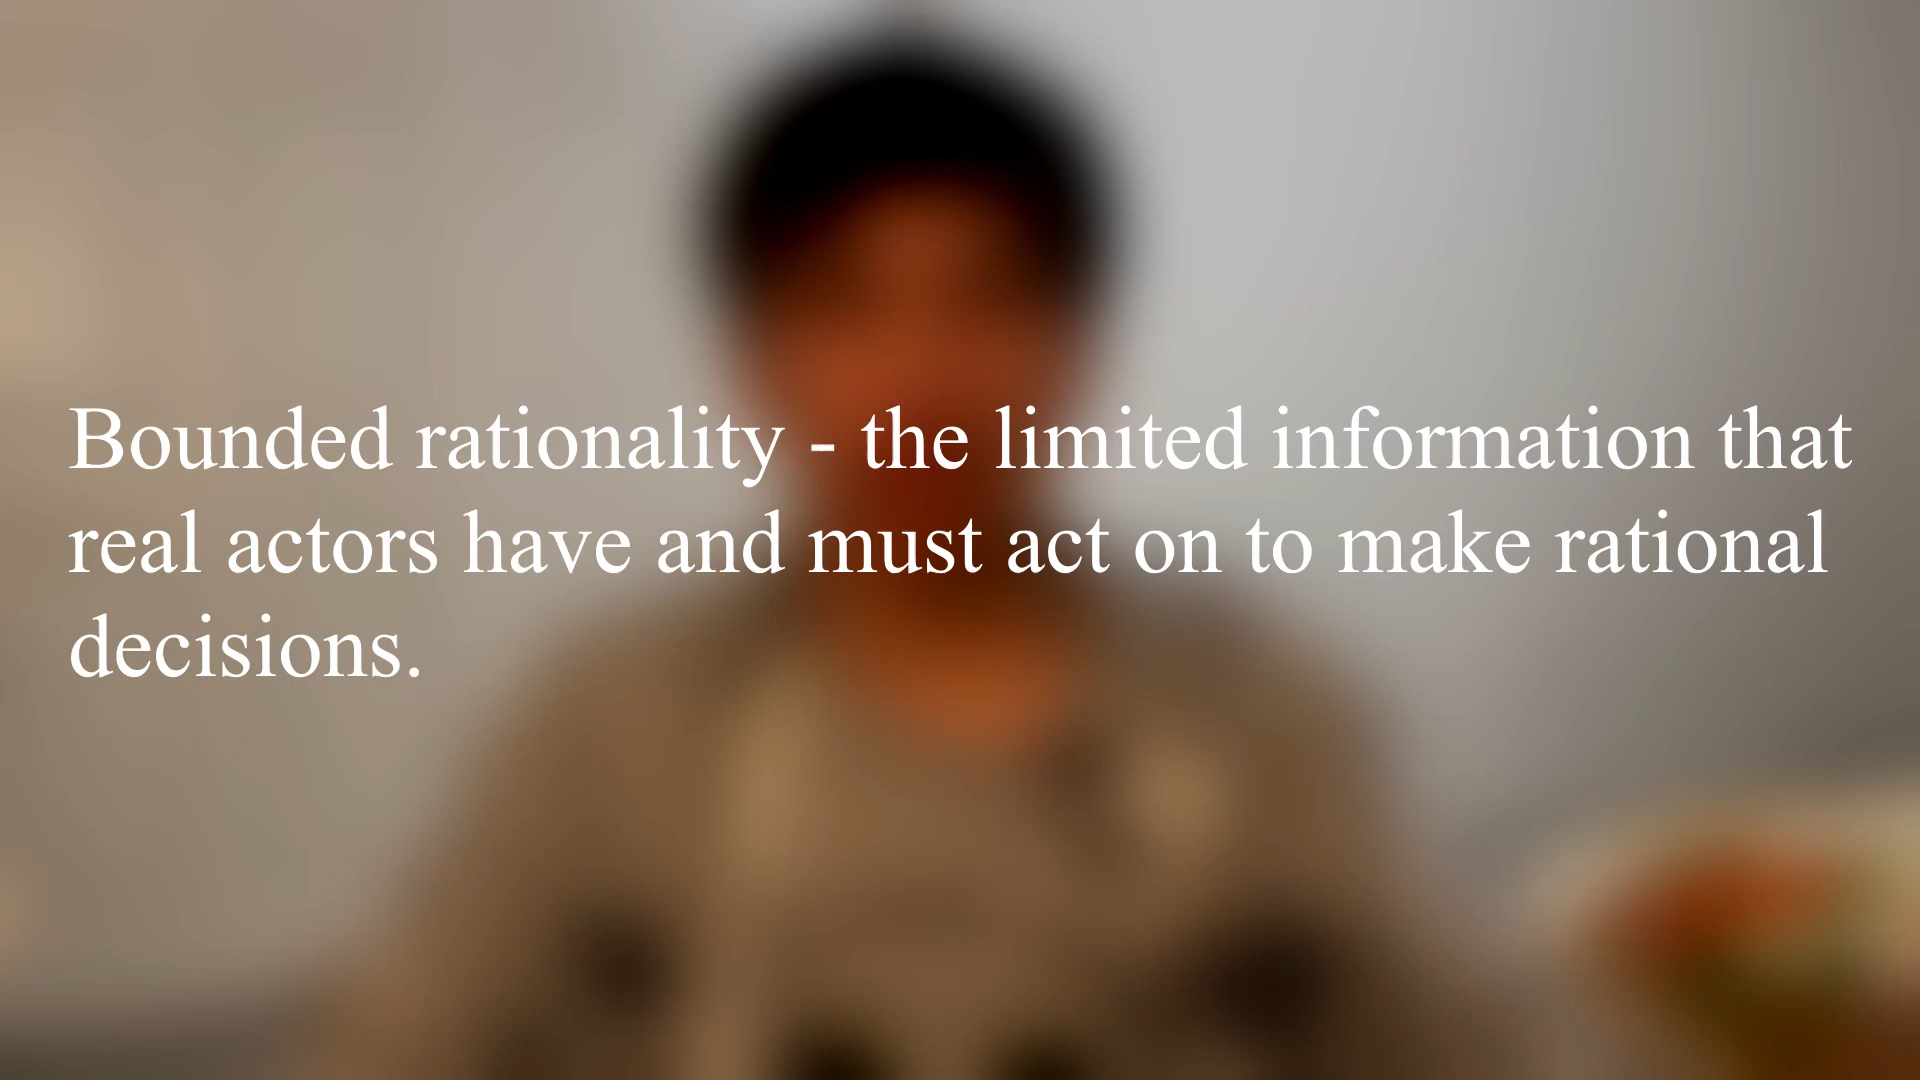 Bounded rationality - the limited information that
real actors have and must act on to make rational
decisions.